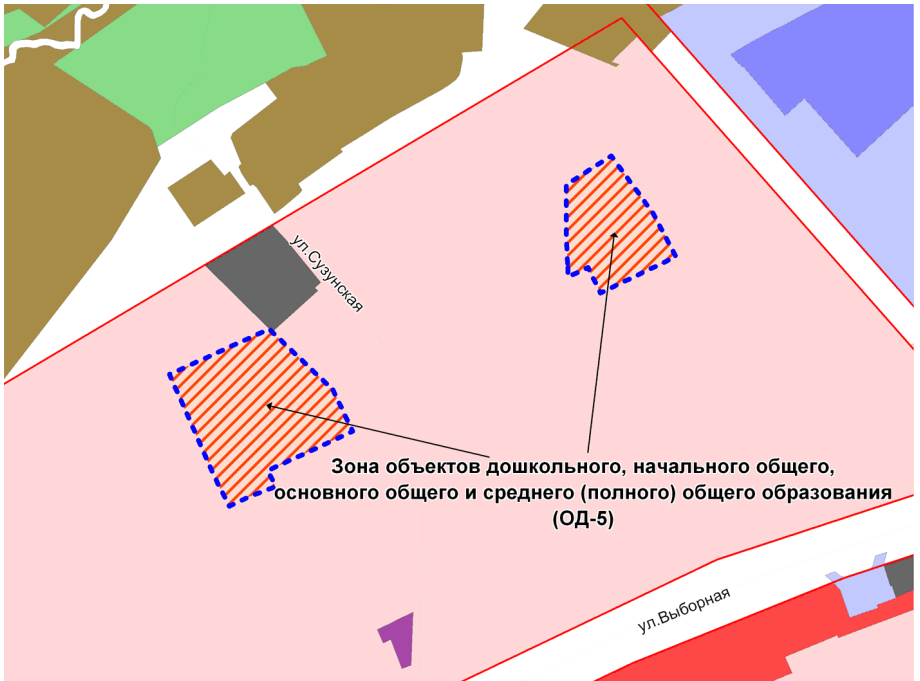 ул.Сузунская
Зона объектов дошкольного, начального общего,
основного общего и среднего (полного) общего образования
(ОД-5)
ул.Выборная